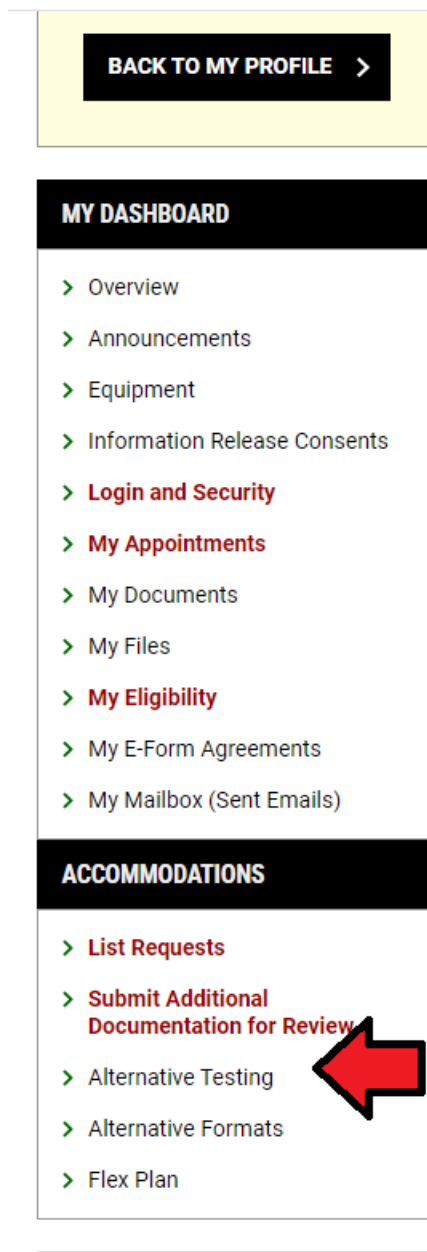 BACK TO MY PROFILE
MY DASHBOARD
Overview
Announcements
Equipment
Information Release Consents
Login and Security
My Appointments
My Documents
My Files
My Eligibility
My E-Form Agreements
My Mailbox (Sent Emails)
ACCOMMODATIONS
List Requests
Submit Additional
Documentation for Review
Alternative Testing
Alternative Formats
Flex Plan